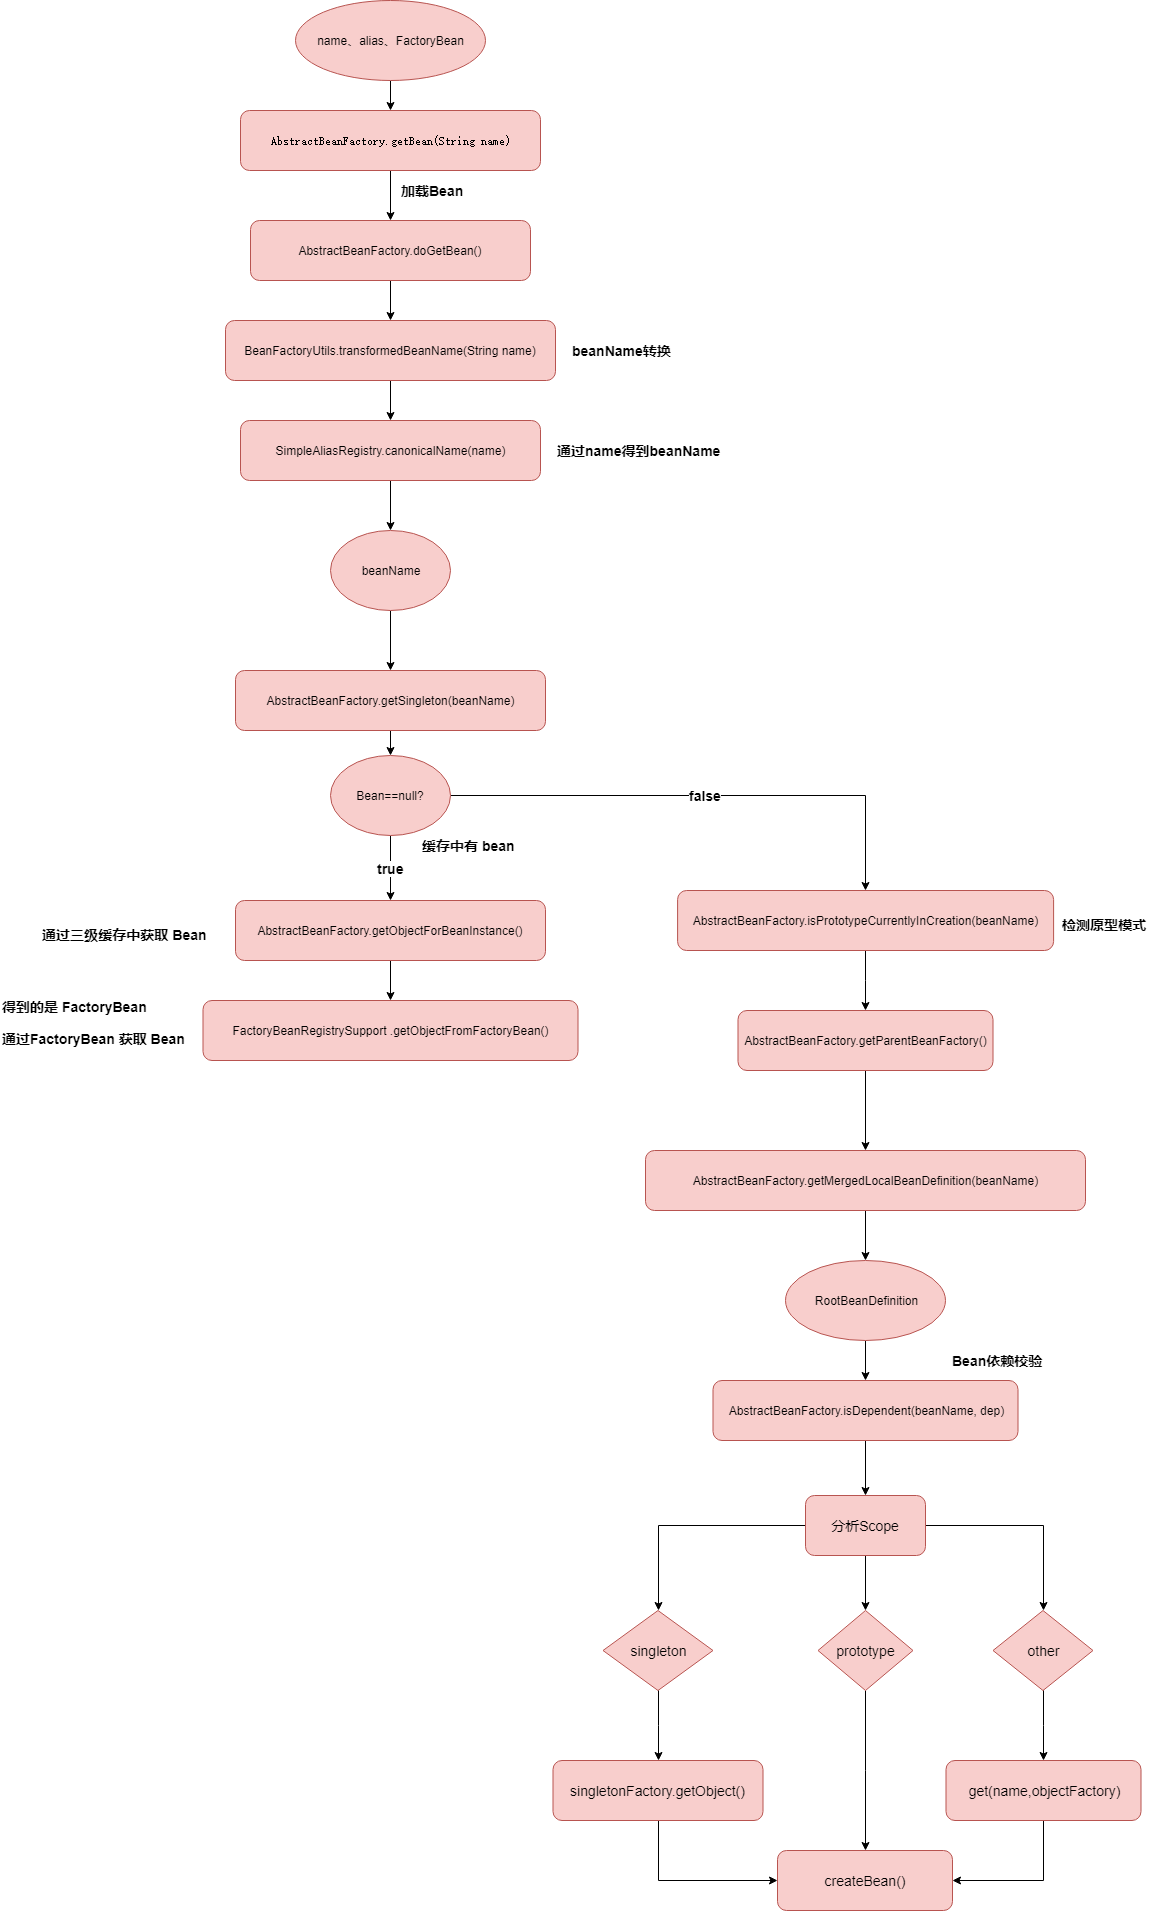 name、alias、FactoryBean
AbstractBeanFactory.getBean(String name)
加载Bean
AbstractBeanFactory.doGetBean()
BeanFactoryUtils.transformedBeanName(String name)
beanName转换
SimpleAliasRegistry.canonicalName(name)
通过name得到beanName
beanName
AbstractBeanFactory.getSingleton(beanName)
Bean==null?
false
缓存中有 bean
true
AbstractBeanFactory.getObjectForBeanInstance()
通过三级缓存中获取 Bean
AbstractBeanFactory.isPrototypeCurrentlyInCreation(beanName)
检测原型模式
得到的是 FactoryBean
通过FactoryBean 获取 Bean
FactoryBeanRegistrySupport .getObjectFromFactoryBean()
AbstractBeanFactory.getParentBeanFactory()
AbstractBeanFactory.getMergedLocalBeanDefinition(beanName)
RootBeanDefinition
Bean依赖校验
AbstractBeanFactory.isDependent(beanName, dep)
分析Scope
singleton
prototype
other
singletonFactory.getObject()
get(name,objectFactory)
createBean()